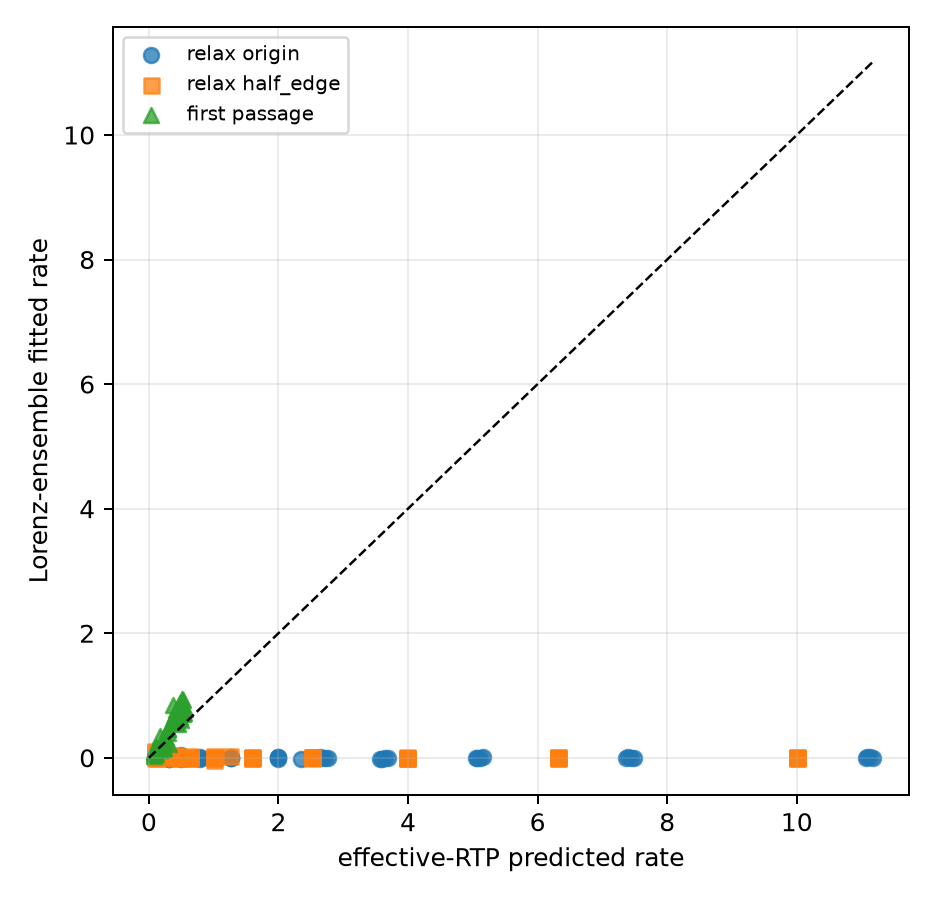 relax origin
relax half_edge
first passage
10
8
6
4
2
0
Lorenz-ensemble fitted rate
0 2 4 6 8 10
effective-RTP predicted rate